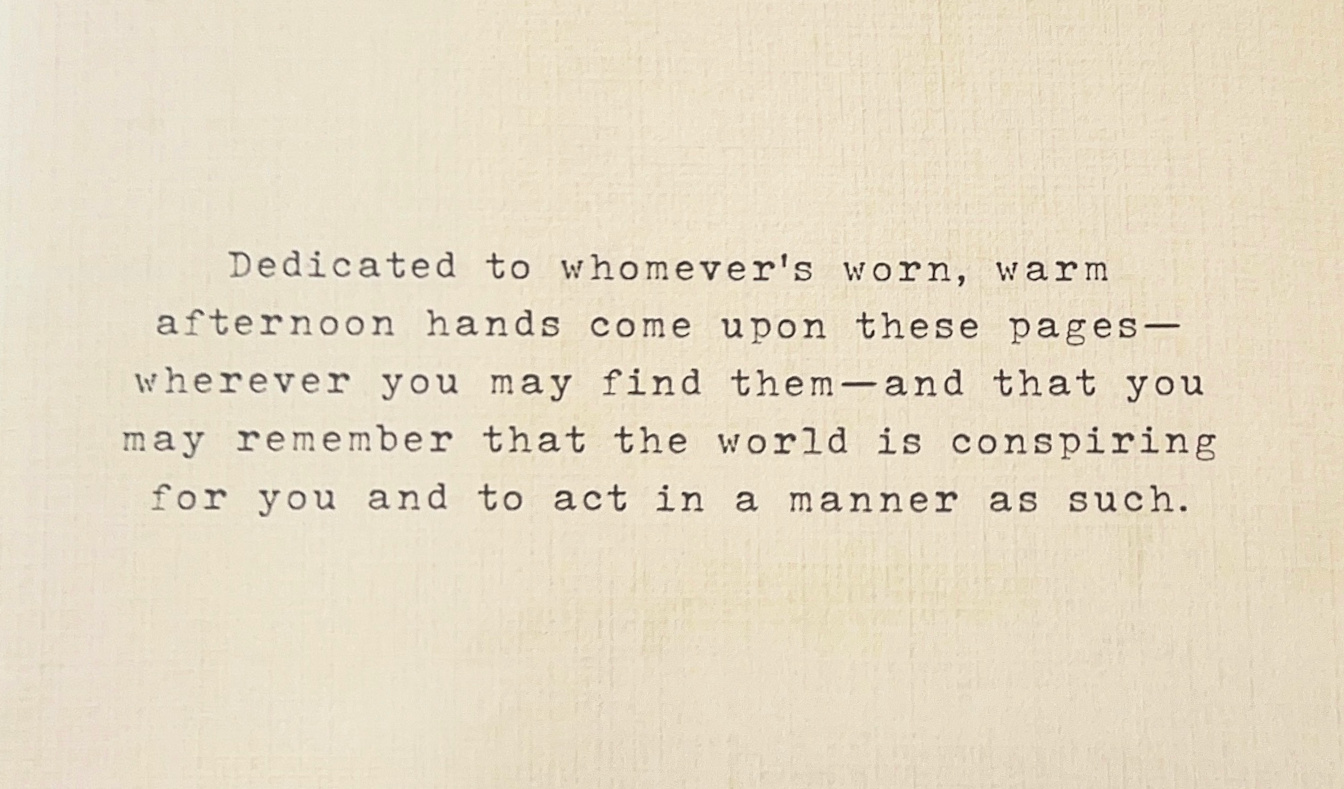 Dedicated to whomever's worn, warm
afternoon hands come upon these pages—
wherever you may find them—and that you
may remember that the world is conspiring
for you and to act in a manner as such.